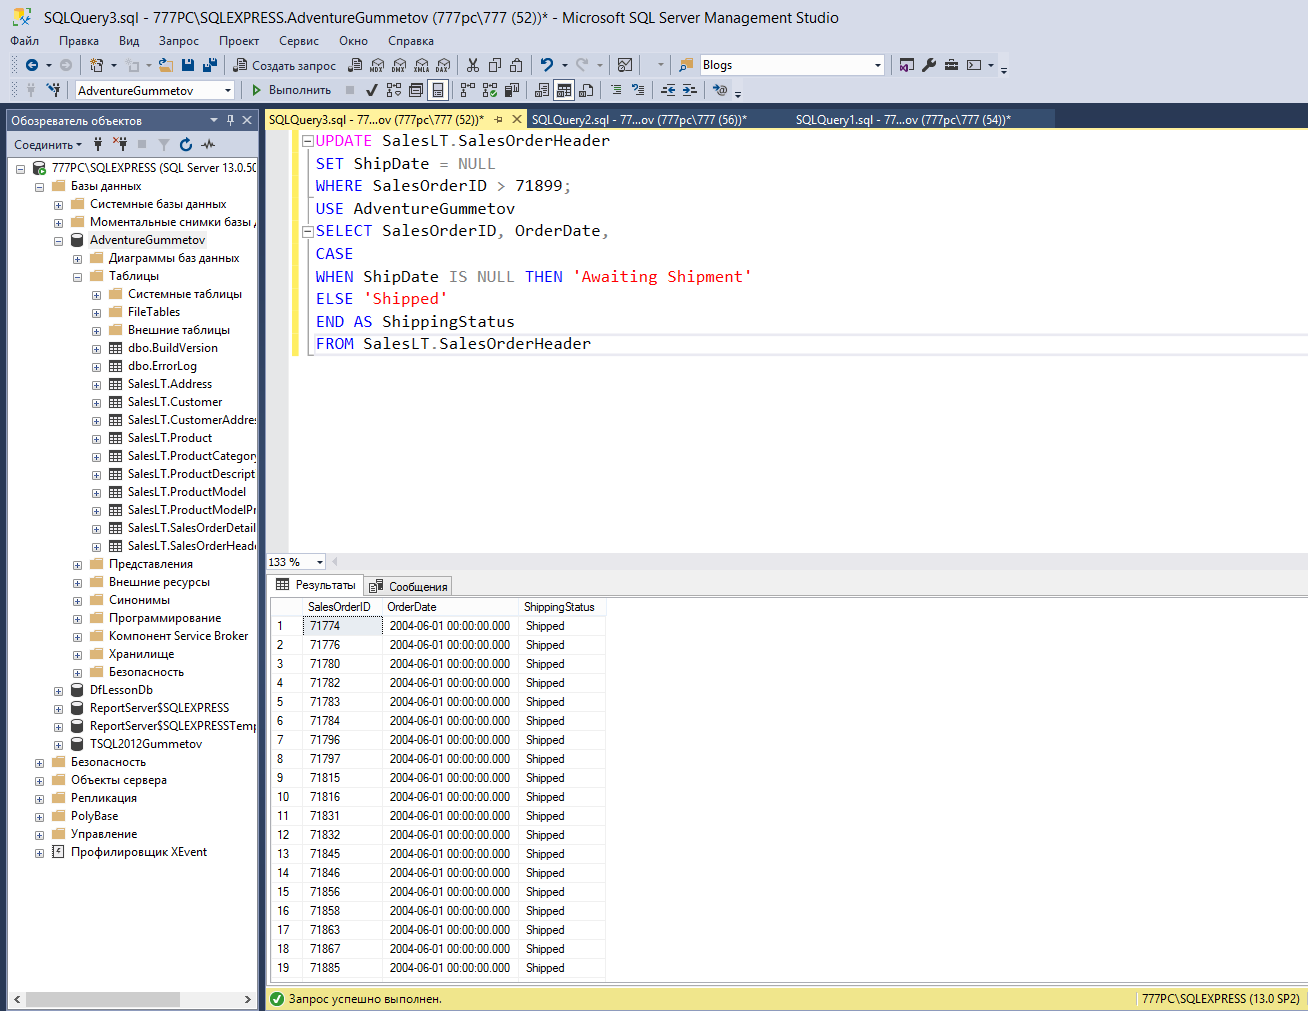 SQLQuery3.sql - 777PC\SQLEXPRESS.AdventureGummetov (777pc\777 (52))* - Microsoft SQL Server Management Studio
Файл Правка Вид Запрос Проект Сервис Окно Справка
Создать запрос MDX DMX XMLA DAX Blogs
AdventureGummetov Выполнить
Обозреватель объектов
Соединить
777PC\SQLEXPRESS (SQL Server 13.0.50
Базы данных
Системные базы данных
Моментальные снимки базы д
AdventureGummetov
Диаграммы баз данных
Таблицы
Системные таблицы
FileTables
Внешние таблицы
dbo.BuildVersion
dbo.ErrorLog
SalesLT.Address
SalesLT.Customer
SalesLT.CustomerAddres
SalesLT.Product
SalesLT.ProductCategory
SalesLT.ProductDescript
SalesLT.ProductModel
SalesLT.ProductModelPr
SalesLT.SalesOrderDetail
SalesLT.SalesOrderHeade
Представления
Внешние ресурсы
Синонимы
Программирование
Компонент Service Broker
Хранилище
Безопасность
DfLessonDb
ReportServer$SQLEXPRESS
ReportServer$SQLEXPRESSTemp
TSQL2012Gummetov
Безопасность
Объекты сервера
Репликация
PolyBase
Управление
Профилировщик XEvent
SQLQuery3.sql - 77...ov (777pc\777 (52))* SQLQuery2.sql - 77...ov (777pc\777 (56))* SQLQuery1.sql - 77...ov (777pc\777 (54))*
UPDATE SalesLT.SalesOrderHeader
SET ShipDate = NULL
WHERE SalesOrderID > 71899;
USE AdventureGummetov
SELECT SalesOrderID, OrderDate,
CASE
WHEN ShipDate IS NULL THEN 'Awaiting Shipment'
ELSE 'Shipped'
END AS ShippingStatus
FROM SalesLT.SalesOrderHeader
133 %
Результаты Сообщения
SalesOrderID OrderDate ShippingStatus
1 71774 2004-06-01 00:00:00.000 Shipped
2 71776 2004-06-01 00:00:00.000 Shipped
3 71780 2004-06-01 00:00:00.000 Shipped
4 71782 2004-06-01 00:00:00.000 Shipped
5 71783 2004-06-01 00:00:00.000 Shipped
6 71784 2004-06-01 00:00:00.000 Shipped
7 71796 2004-06-01 00:00:00.000 Shipped
8 71797 2004-06-01 00:00:00.000 Shipped
9 71815 2004-06-01 00:00:00.000 Shipped
10 71816 2004-06-01 00:00:00.000 Shipped
11 71831 2004-06-01 00:00:00.000 Shipped
12 71832 2004-06-01 00:00:00.000 Shipped
13 71845 2004-06-01 00:00:00.000 Shipped
14 71846 2004-06-01 00:00:00.000 Shipped
15 71856 2004-06-01 00:00:00.000 Shipped
16 71858 2004-06-01 00:00:00.000 Shipped
17 71863 2004-06-01 00:00:00.000 Shipped
18 71867 2004-06-01 00:00:00.000 Shipped
19 71885 2004-06-01 00:00:00.000 Shipped
Запрос успешно выполнен. 777PC\SQLEXPRESS (13.0 SP2)